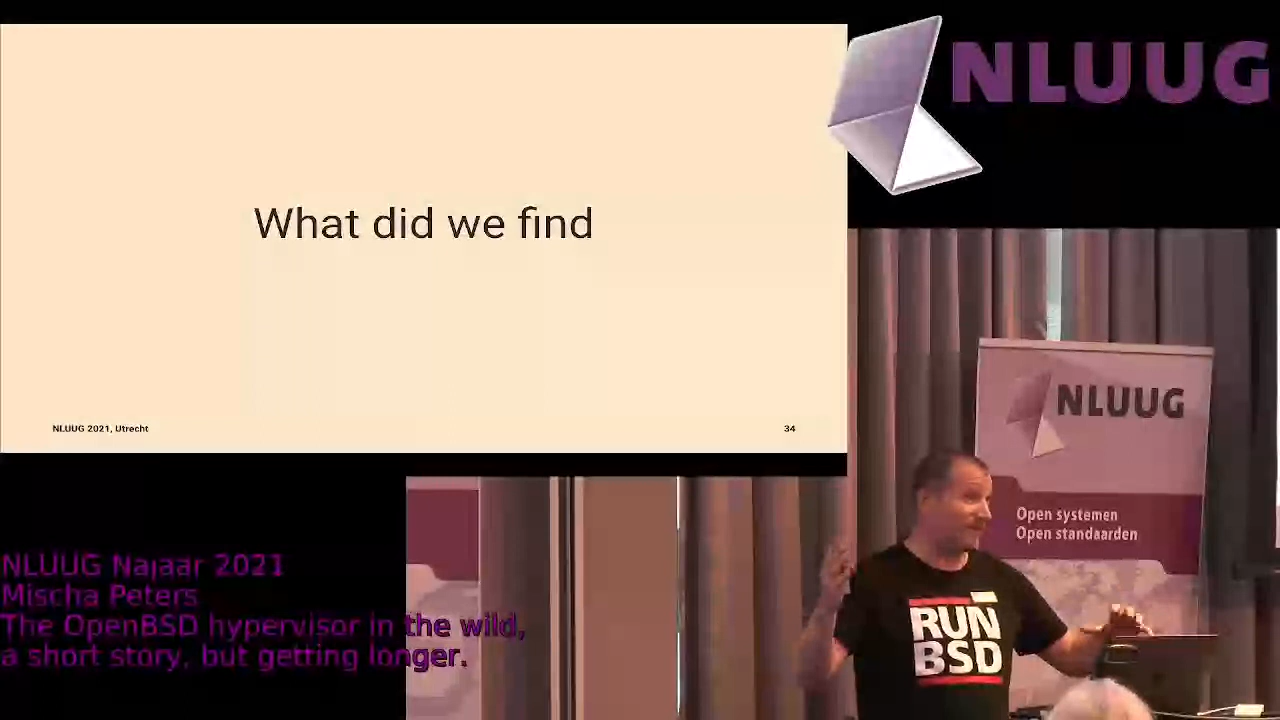 What did we find
NLUUG 2021, Utrecht
34
NLUUG
NLUUG
Open systemen
Open standaarden
RUN
BSD
NLUUG Najaar 2021
Mischa Peters
The OpenBSD hypervisor in the wild,
a short story, but getting longer.